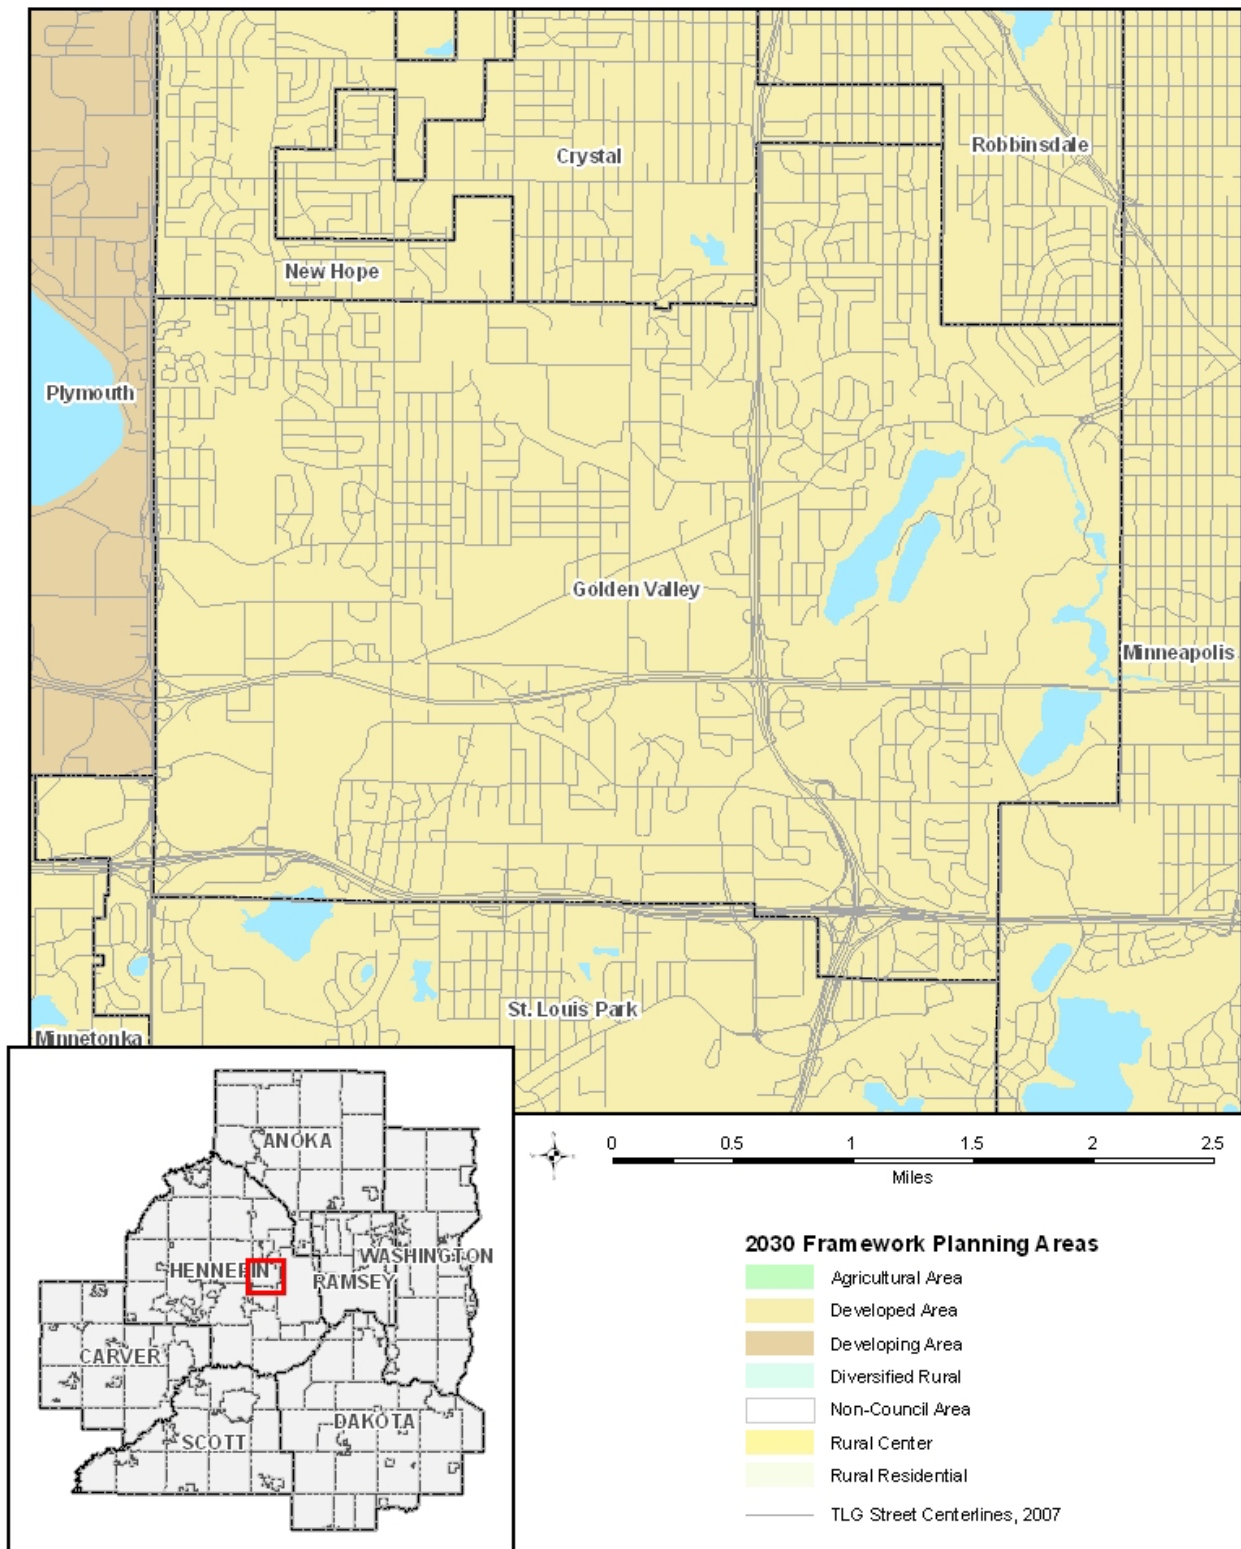 Crystal
Robbinsdale
New Hope
Plymouth
Golden Valley
Minneapolis
St. Louis Park
Minnetonka
ANOKA
WASHINGTON
HENNEPIN
RAMSEY
CARVER
DAKOTA
SCOTT
0 0.5 1 1.5 2 2.5
Miles
2030 Framework Planning Areas
Agricultural Area
Developed Area
Developing Area
Diversified Rural
Non-Council Area
Rural Center
Rural Residential
TLG Street Centerlines, 2007